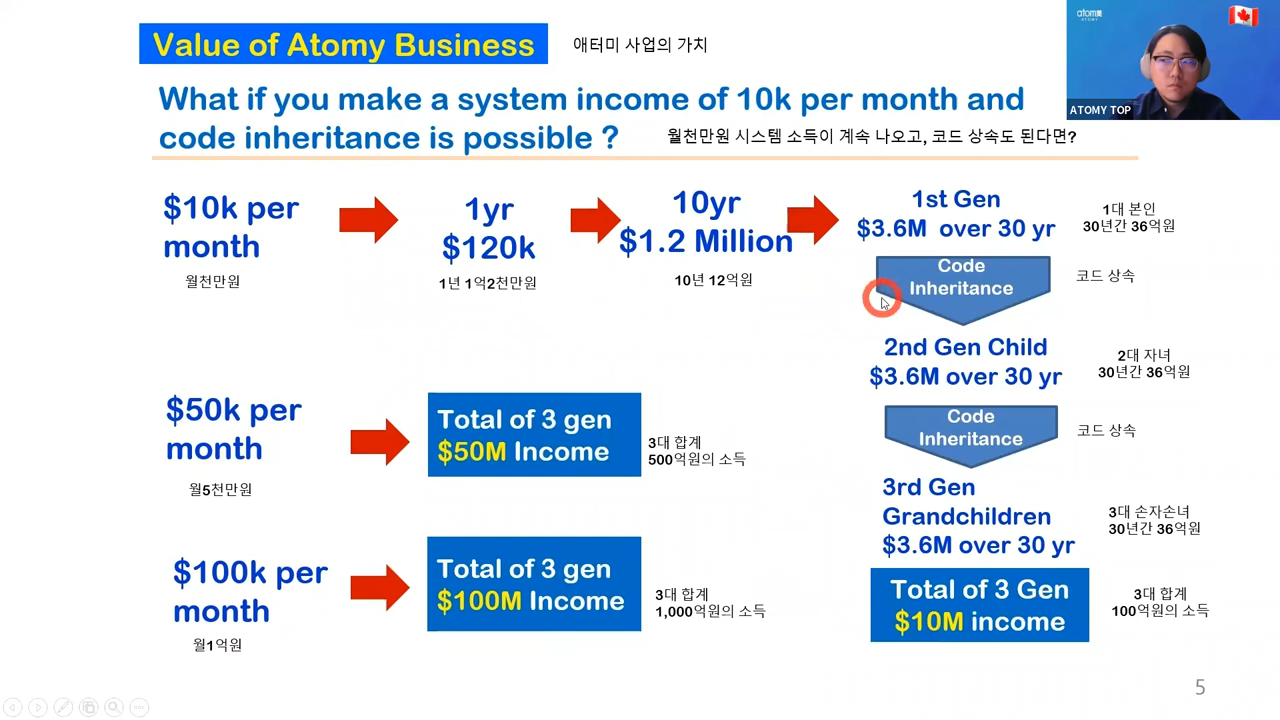 Value of Atomy Business
애터미 사업의 가치
atom美
ATOMY
ATOMY TOP
What if you make a system income of 10k per month and
code inheritance is possible ?
월천만원 시스템 소득이 계속 나오고, 코드 상속도 된다면?
$10k per
month
월천만원
1yr
$120k
1년 1억2천만원
10yr
$1.2 Million
10년 12억원
1st Gen
$3.6M over 30 yr
1대 본인
30년간 36억원
Code
Inheritance
코드 상속
2nd Gen Child
$3.6M over 30 yr
2대 자녀
30년간 36억원
Code
Inheritance
코드 상속
3rd Gen
Grandchildren
$3.6M over 30 yr
3대 손자손녀
30년간 36억원
Total of 3 Gen
$10M income
3대 합계
100억원의 소득
$50k per
month
월5천만원
Total of 3 gen
$50M Income
3대 합계
500억원의 소득
$100k per
month
월1억원
Total of 3 gen
$100M Income
3대 합계
1,000억원의 소득
5